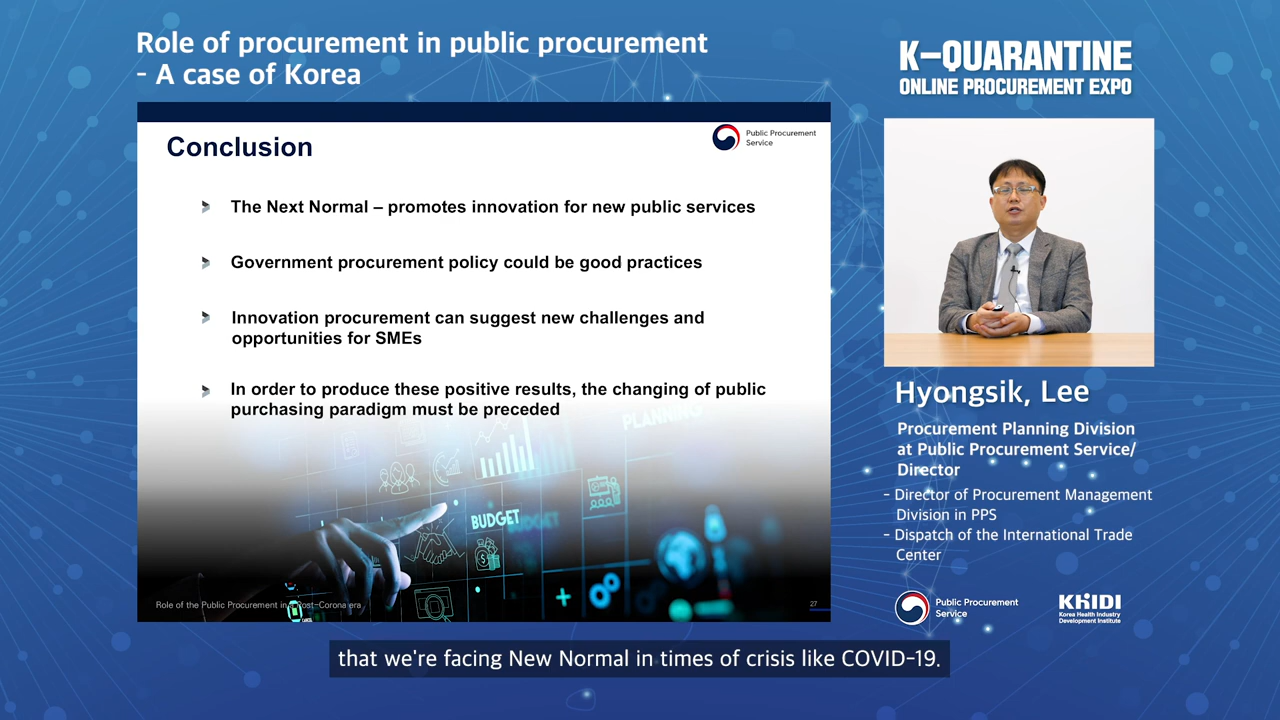 Role of procurement in public procurement
- A case of Korea
K-QUARANTINE
ONLINE PROCUREMENT EXPO
Conclusion
Public Procurement
Service
The Next Normal – promotes innovation for new public services
Government procurement policy could be good practices
Innovation procurement can suggest new challenges and
opportunities for SMEs
In order to produce these positive results, the changing of public
purchasing paradigm must be preceded
PLANNING
BUDGET
BUDGET
Role of the Public Procurement in a Post-Corona era
27
Hyongsik, Lee
Procurement Planning Division
at Public Procurement Service/
Director
- Director of Procurement Management
Division in PPS
- Dispatch of the International Trade
Center
Public Procurement
Service
KHIDI
Korea Health Industry
Development Institute
that we're facing New Normal in times of crisis like COVID-19.